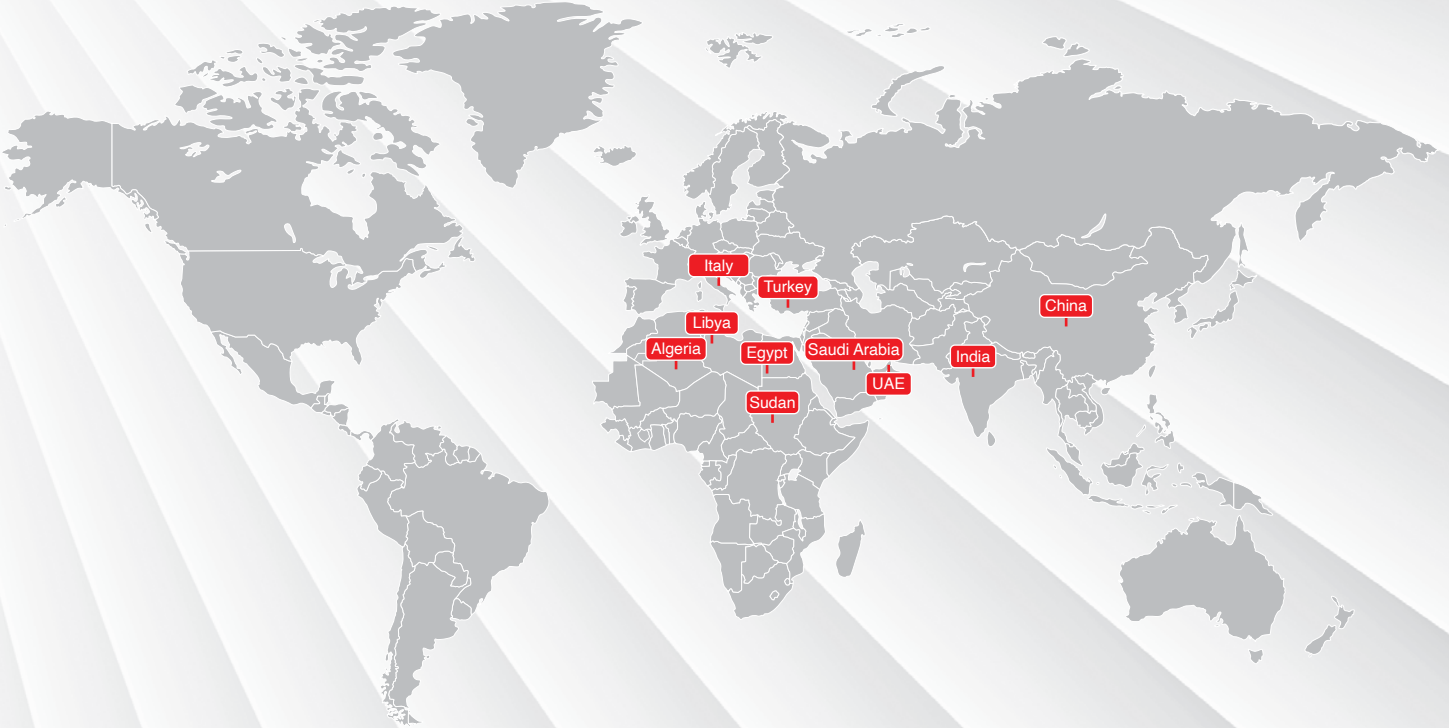 Italy
Turkey
China
Libya
Algeria
Egypt
Saudi Arabia
India
UAE
Sudan